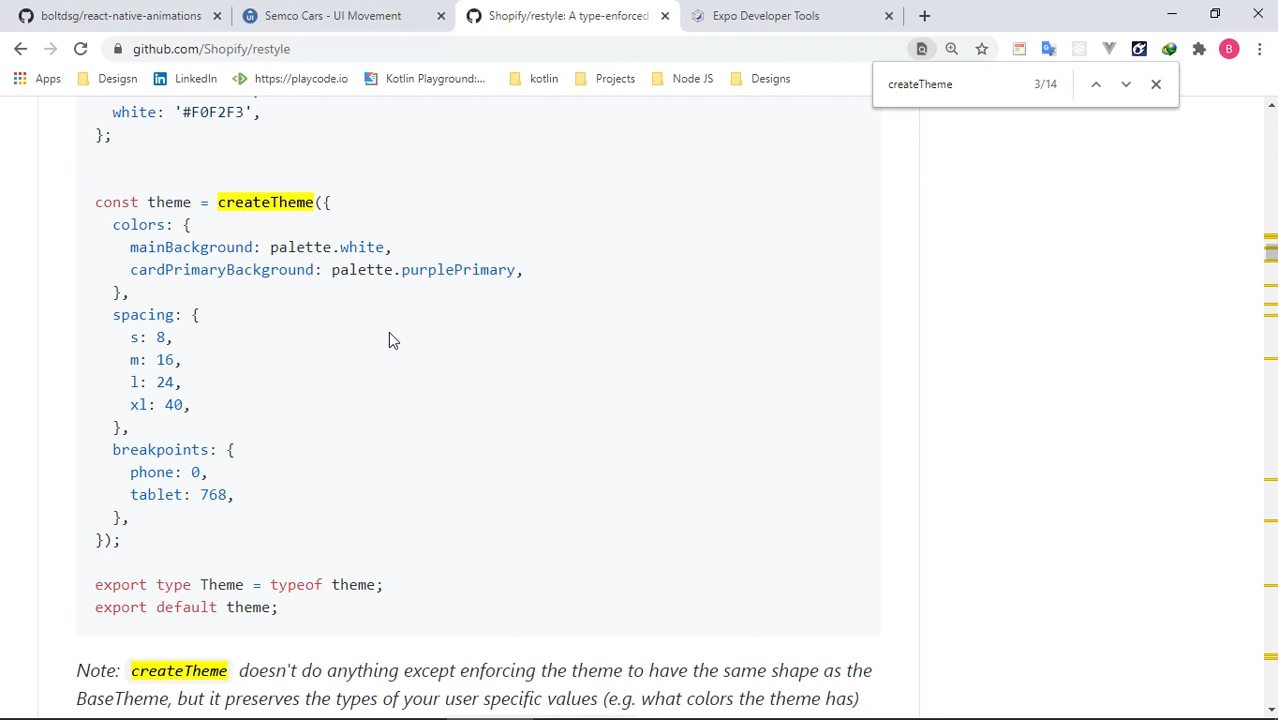 boltdsg/react-native-animations
Semco Cars - UI Movement
Shopify/restyle: A type-enforced
Expo Developer Tools
github.com/Shopify/restyle
B
Apps
Designsn
LinkedIn
https://playcode.io
Kotlin Playground:...
kotlin
Projects
Node JS
Designs
createTheme
3/14
white: '#F0F2F3',
};
const theme = createTheme({
colors: {
mainBackground: palette.white,
cardPrimaryBackground: palette.purplePrimary,
},
spacing: {
s: 8,
m: 16,
l: 24,
xl: 40,
},
breakpoints: {
phone: 0,
tablet: 768,
},
});
export type Theme = typeof theme;
export default theme;
Note: createTheme doesn't do anything except enforcing the theme to have the same shape as the
BaseTheme, but it preserves the types of your user specific values (e.g. what colors the theme has)